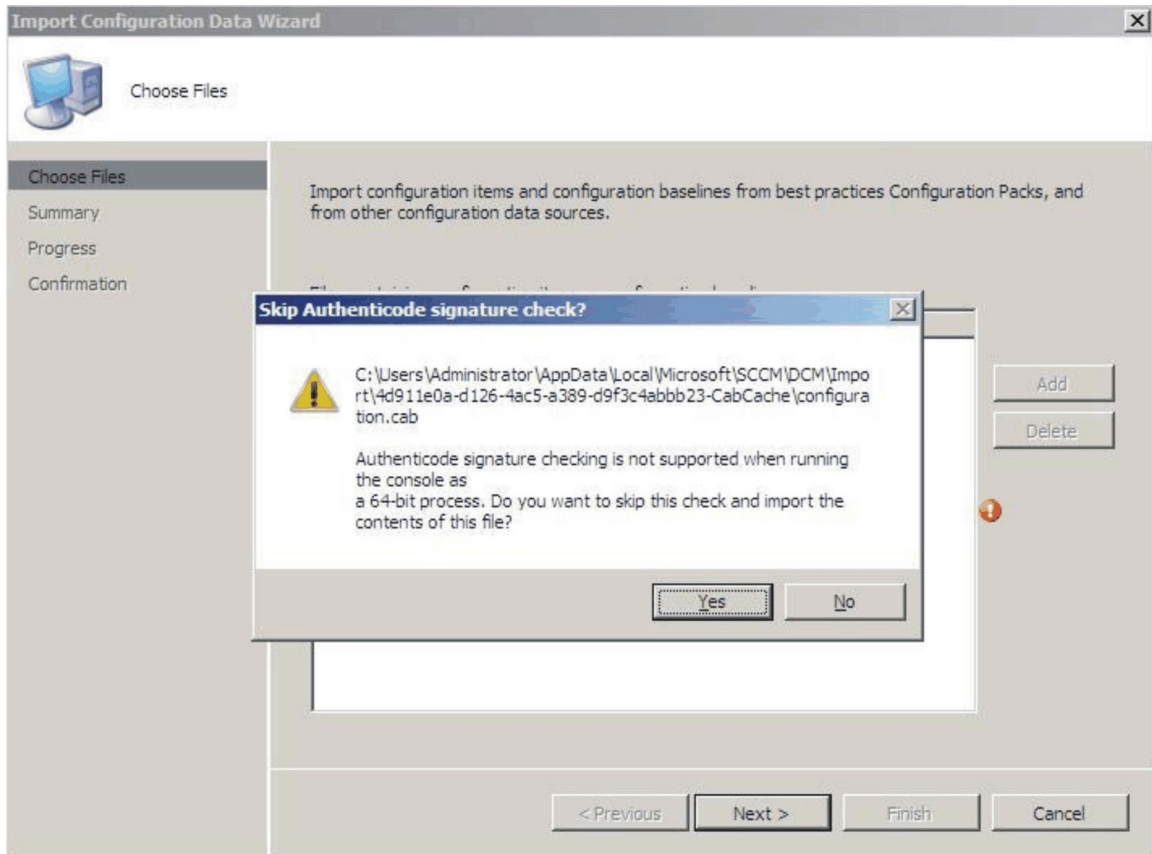 Import Configuration Data Wizard
Choose Files
Choose Files
Summary
Progress
Confirmation
Import configuration items and configuration baselines from best practices Configuration Packs, and
from other configuration data sources.
Skip Authenticode signature check?
C:\Users\Administrator\AppData\Local\Microsoft\SCCM\DCM\Impo
rt\4d911e0a-d126-4ac5-a389-d9f3c4abbb23-CabCache\configura
tion.cab
Authenticode signature checking is not supported when running
the console as
a 64-bit process. Do you want to skip this check and import the
contents of this file?
Yes
No
Add
Delete
< Previous
Next >
Finish
Cancel